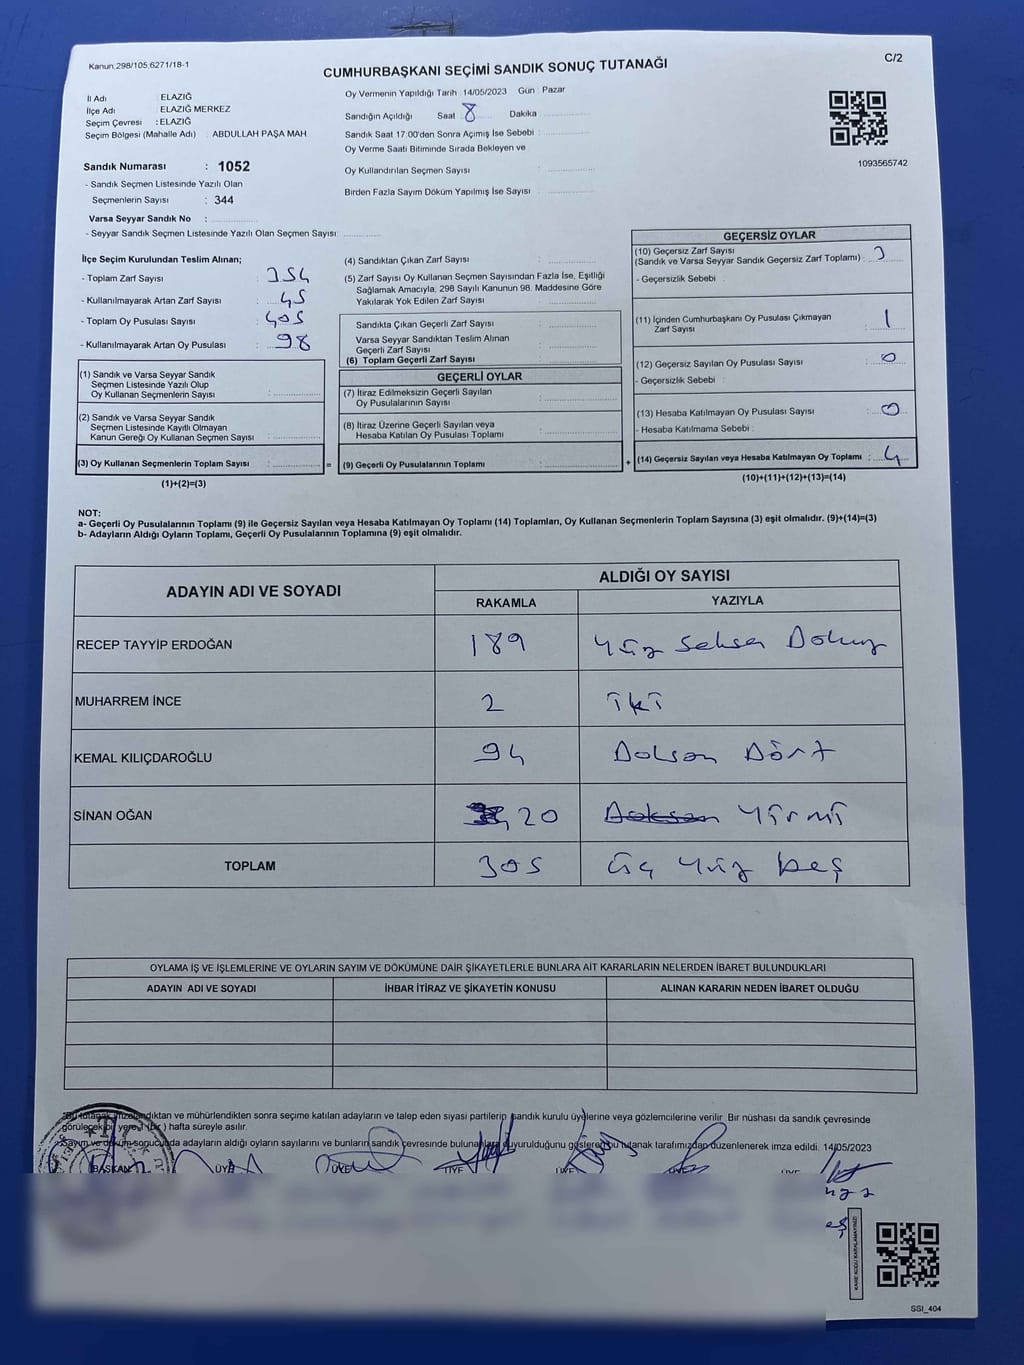 Kanun;298/105,6271/18-1
C/2
CUMHURBAŞKANI SEÇİMİ SANDIK SONUÇ TUTANAĞI
İl Adı : ELAZIĞ
İlçe Adı : ELAZIĞ MERKEZ
Seçim Çevresi : ELAZIĞ
Seçim Bölgesi (Mahalle Adı) : ABDULLAH PAŞA MAH.
Oy Vermenin Yapıldığı Tarih : 14/05/2023 Gün : Pazar
Sandığın Açıldığı Saat : 8 Dakika :
Sandık Saat 17:00'den Sonra Açılmış İse Sebebi :
Oy Verme Saati Bitiminde Sırada Bekleyen ve
Oy Kullandırılan Seçmen Sayısı :
Birden Fazla Sayım Döküm Yapılmış İse Sayısı :
1093565742
Sandık Numarası : 1052
- Sandık Seçmen Listesinde Yazılı Olan
Seçmenlerin Sayısı : 344
Varsa Seyyar Sandık No :
- Seyyar Sandık Seçmen Listesinde Yazılı Olan Seçmen Sayısı:
İlçe Seçim Kurulundan Teslim Alınan;
- Toplam Zarf Sayısı : 354
- Kullanılmayarak Artan Zarf Sayısı : 45
- Toplam Oy Pusulası Sayısı : 405
- Kullanılmayarak Artan Oy Pusulası : 98
(1) Sandık ve Varsa Seyyar Sandık
Seçmen Listesinde Yazılı Olup
Oy Kullanan Seçmenlerin Sayısı :
(2) Sandık ve Varsa Seyyar Sandık
Seçmen Listesinde Kayıtlı Olmayan
Kanun Gereği Oy Kullanan Seçmen Sayısı :
(3) Oy Kullanan Seçmenlerin Toplam Sayısı :
(1)+(2)=(3)
(4) Sandıktan Çıkan Zarf Sayısı :
(5) Zarf Sayısı Oy Kullanan Seçmen Sayısından Fazla İse, Eşitliği
Sağlamak Amacıyla, 298 Sayılı Kanunun 98. Maddesine Göre
Yakılarak Yok Edilen Zarf Sayısı :
Sandıkta Çıkan Geçerli Zarf Sayısı :
Varsa Seyyar Sandıktan Teslim Alınan
Geçerli Zarf Sayısı :
(6) Toplam Geçerli Zarf Sayısı :
GEÇERLİ OYLAR
(7) İtiraz Edilmeksizin Geçerli Sayılan
Oy Pusulalarının Sayısı :
(8) İtiraz Üzerine Geçerli Sayılan veya
Hesaba Katılan Oy Pusulası Toplamı :
= (9) Geçerli Oy Pusulalarının Toplamı :
GEÇERSİZ OYLAR
(10) Geçersiz Zarf Sayısı
(Sandık ve Varsa Seyyar Sandık Geçersiz Zarf Toplamı) : 3
- Geçersizlik Sebebi :
(11) İçinden Cumhurbaşkanı Oy Pusulası Çıkmayan
Zarf Sayısı : 1
(12) Geçersiz Sayılan Oy Pusulası Sayısı : 0
- Geçersizlik Sebebi :
(13) Hesaba Katılmayan Oy Pusulası Sayısı : 0
- Hesaba Katılmama Sebebi :
+ (14) Geçersiz Sayılan veya Hesaba Katılmayan Oy Toplamı : 4
(10)+(11)+(12)+(13)=(14)
NOT:
a- Geçerli Oy Pusulalarının Toplamı (9) ile Geçersiz Sayılan veya Hesaba Katılmayan Oy Toplamı (14) Toplamları, Oy Kullanan Seçmenlerin Toplam Sayısına (3) eşit olmalıdır. (9)+(14)=(3)
b- Adayların Aldığı Oyların Toplamı, Geçerli Oy Pusulalarının Toplamına (9) eşit olmalıdır.
ADAYIN ADI VE SOYADI
ALDIĞI OY SAYISI
RAKAMLA YAZIYLA
RECEP TAYYİP ERDOĞAN 189 Yüz Seksen Dokuz
MUHARREM İNCE 2 iki
KEMAL KILIÇDAROĞLU 94 Doksan Dört
SİNAN OĞAN 20 Doksan Yirmi
TOPLAM 305 Üç Yüz beş
OYLAMA İŞ VE İŞLEMLERİNE VE OYLARIN SAYIM VE DÖKÜMÜNE DAİR ŞİKAYETLERLE BUNLARA AİT KARARLARIN NELERDEN İBARET BULUNDUKLARI
ADAYIN ADI VE SOYADI İHBAR İTİRAZ VE ŞİKAYETİN KONUSU ALINAN KARARIN NEDEN İBARET OLDUĞU
ve mühürlendikten sonra seçime katılan adayların ve talep eden siyasi partilerin sandık kurulu üyelerine veya gözlemcilerine verilir. Bir nüshası da sandık çevresinde
görülecek bir yere 1 (bir) hafta süreyle asılır.
Sayım ve döküm sonucunda adayların aldığı oyların sayılarını ve bunların sandık çevresinde bulunanlara duyurulduğunu gösteren bu tutanak tarafımızdan düzenlenerek imza edildi. 14/05/2023
BAŞKAN ÜYE ÜYE ÜYE ÜYE
KARE KODU KARALAMAYINIZ!
SSI_404